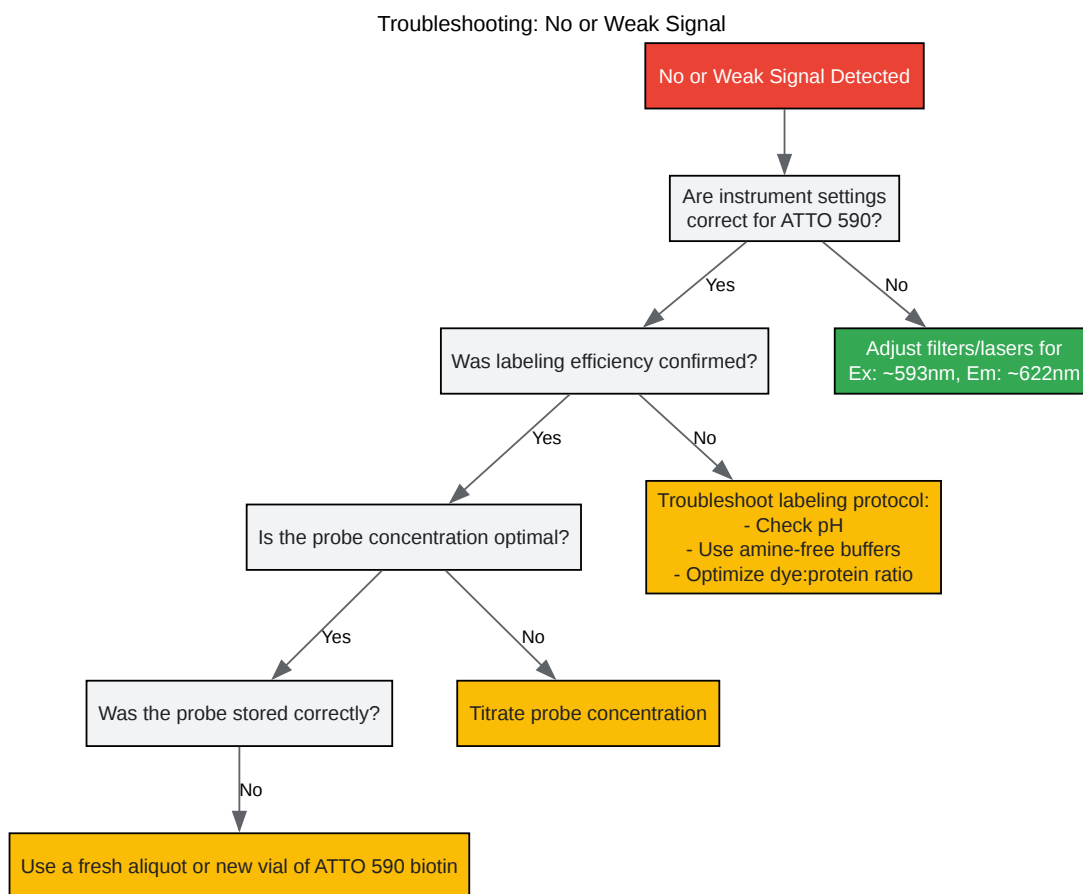 Troubleshooting: No or Weak Signal
No or Weak Signal Detected
Are instrument settings
correct for ATTO 590?
Yes
No
Was labeling efficiency confirmed?
Adjust filters/lasers for
Ex: ~593nm, Em: ~622nm
Yes
No
Is the probe concentration optimal?
Troubleshoot labeling protocol:
- Check pH
- Use amine-free buffers
- Optimize dye:protein ratio
Yes
No
Was the probe stored correctly?
Titrate probe concentration
No
Use a fresh aliquot or new vial of ATTO 590 biotin